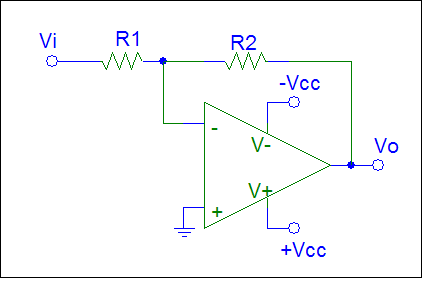 Vi
R1
R2
-Vcc
-
V-
Vo
V+
+
+Vcc